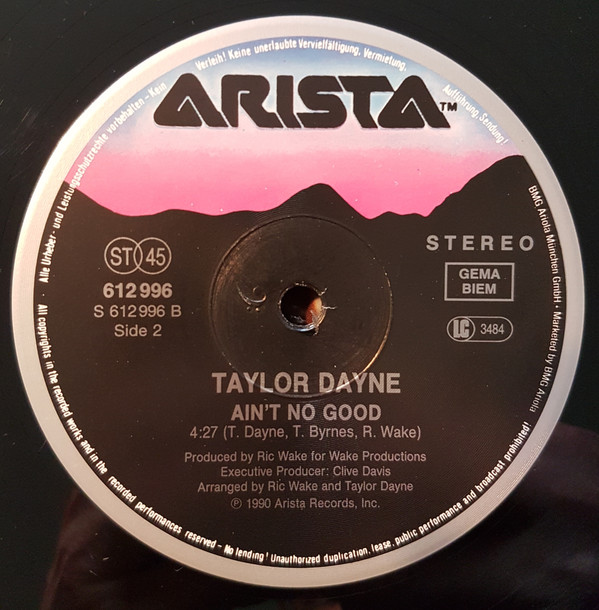 Alle Urheber- und Leistungsschutzrechte vorbehalten - Kein Verleih! Keine unerlaubte Vervielfältigung, Vermietung, Aufführung, Sendung!
ARISTA™
STEREO
ST 45
GEMA
BIEM
612 996
S 612 996 B
Side 2
LC 3484
TAYLOR DAYNE
AIN'T NO GOOD
4:27 (T. Dayne, T. Byrnes, R. Wake)
Produced by Ric Wake for Wake Productions
Executive Producer: Clive Davis
Arranged by Ric Wake and Taylor Dayne
℗ 1990 Arista Records, Inc.
BMG Ariola München GmbH · Marketed by BMG Ariola
· All copyrights in the recorded works and in the recorded performances reserved - No lending! Unauthorized duplication, lease, public performance and broadcast prohibited!